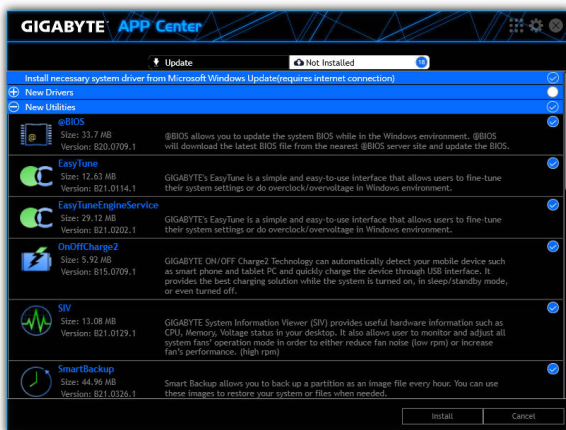 GIGABYTE APP Center
Update
Not Installed
18
Install necessary system driver from Microsoft Windows Update(requires internet connection)
New Drivers
New Utilities
@BIOS
Size: 33.7 MB
Version: B20.0709.1
@BIOS allows you to update the system BIOS while in the Windows environment. @BIOS
will download the latest BIOS file from the nearest @BIOS server site and update the BIOS.
EasyTune
Size: 12.63 MB
Version: B21.0114.1
GIGABYTE's EasyTune is a simple and easy-to-use interface that allows users to fine-tune
their system settings or do overclock/overvoltage in Windows environment.
EasyTuneEngineService
Size: 29.12 MB
Version: B21.0202.1
GIGABYTE's EasyTune is a simple and easy-to-use interface that allows users to fine-tune
their system settings or do overclock/overvoltage in Windows environment.
OnOffCharge2
Size: 5.92 MB
Version: B15.0709.1
GIGABYTE ON/OFF Charge2 Technology can automatically detect your mobile device such
as smart phone and tablet PC and quickly charge the device through USB interface. It
provides the best charging solution while the system is turned on, in sleep/standby mode,
or even turned off.
SIV
Size: 13.08 MB
Version: B21.0129.1
GIGABYTE System Information Viewer (SIV) provides useful hardware information such as
CPU, Memory, Voltage status in your desktop. It also allows user to monitor and adjust all
system fans' operation mode in order to either reduce fan noise (low rpm) or increase
fan's performance. (high rpm)
SmartBackup
Size: 44.96 MB
Version: B21.0326.1
Smart Backup allows you to back up a partition as an image file every hour. You can use
these images to restore your system or files when needed.
Install
Cancel